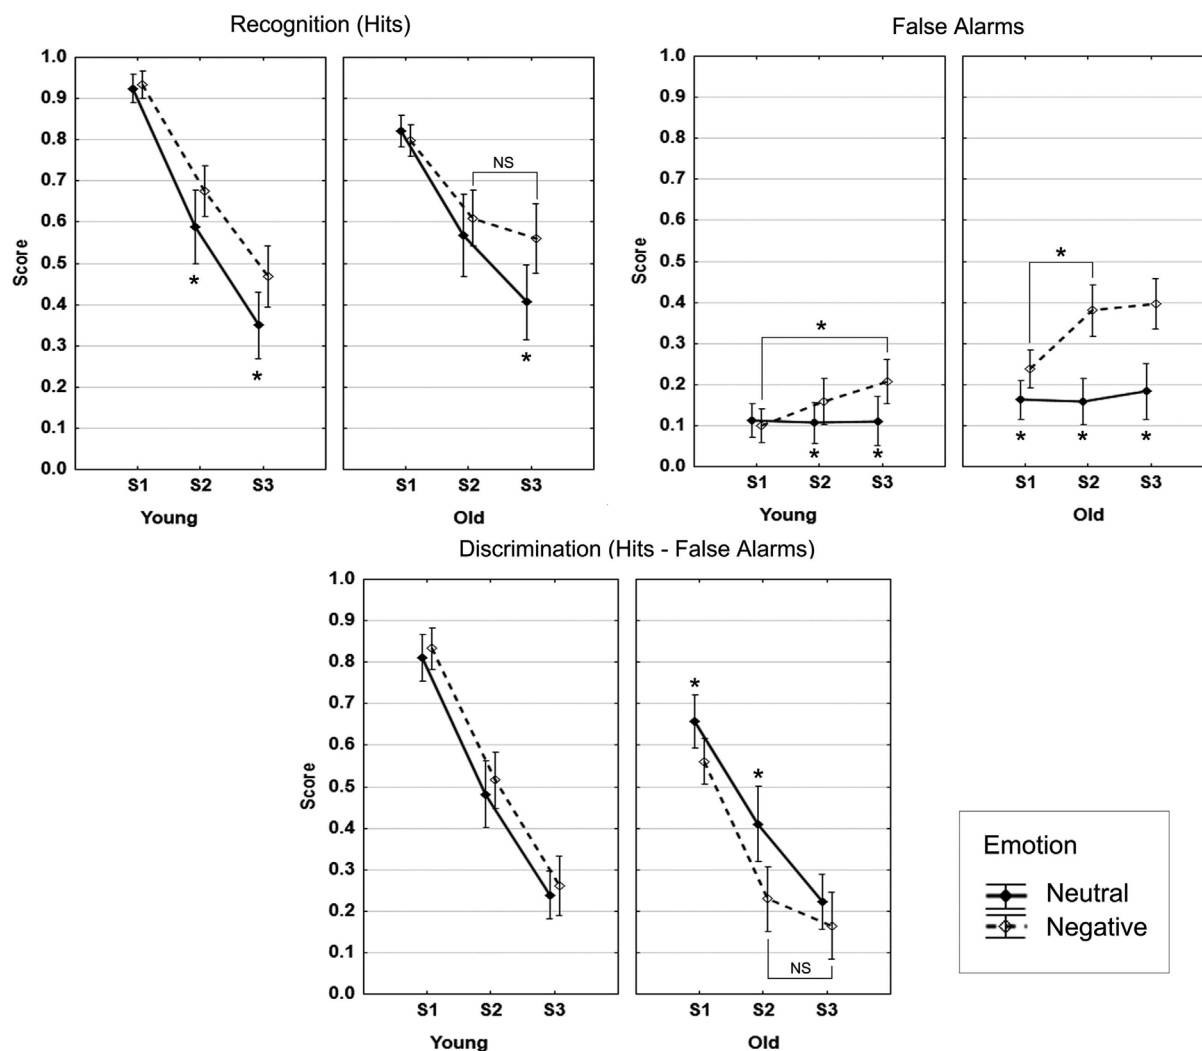 Recognition (Hits)
1.0
0.9
0.8
0.7
0.6
0.5
0.4
0.3
0.2
0.1
0.0
Score
NS
*
*
*
S1 S2 S3 S1 S2 S3
Young Old
False Alarms
1.0
0.9
0.8
0.7
0.6
0.5
0.4
0.3
0.2
0.1
0.0
Score
*
*
* *
* * *
S1 S2 S3 S1 S2 S3
Young Old
Discrimination (Hits - False Alarms)
1.0
0.9
0.8
0.7
0.6
0.5
0.4
0.3
0.2
0.1
0.0
Score
*
*
NS
S1 S2 S3 S1 S2 S3
Young Old
Emotion
Neutral
Negative